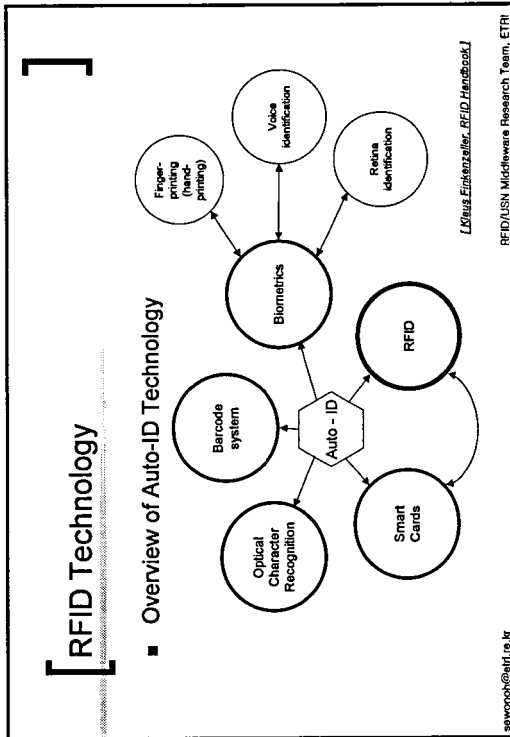 RFID Technology
■ Overview of Auto-ID Technology
Barcode
system
Optical
Character
Recognition
Auto - ID
Biometrics
Finger-
printing
(hand-
printing)
Voice
identification
Retina
identification
Smart
Cards
RFID
[Klaus Finkenzeller, RFID Handbook]
sewonoh@etri.re.kr
RFID/USN Middleware Research Team, ETRI